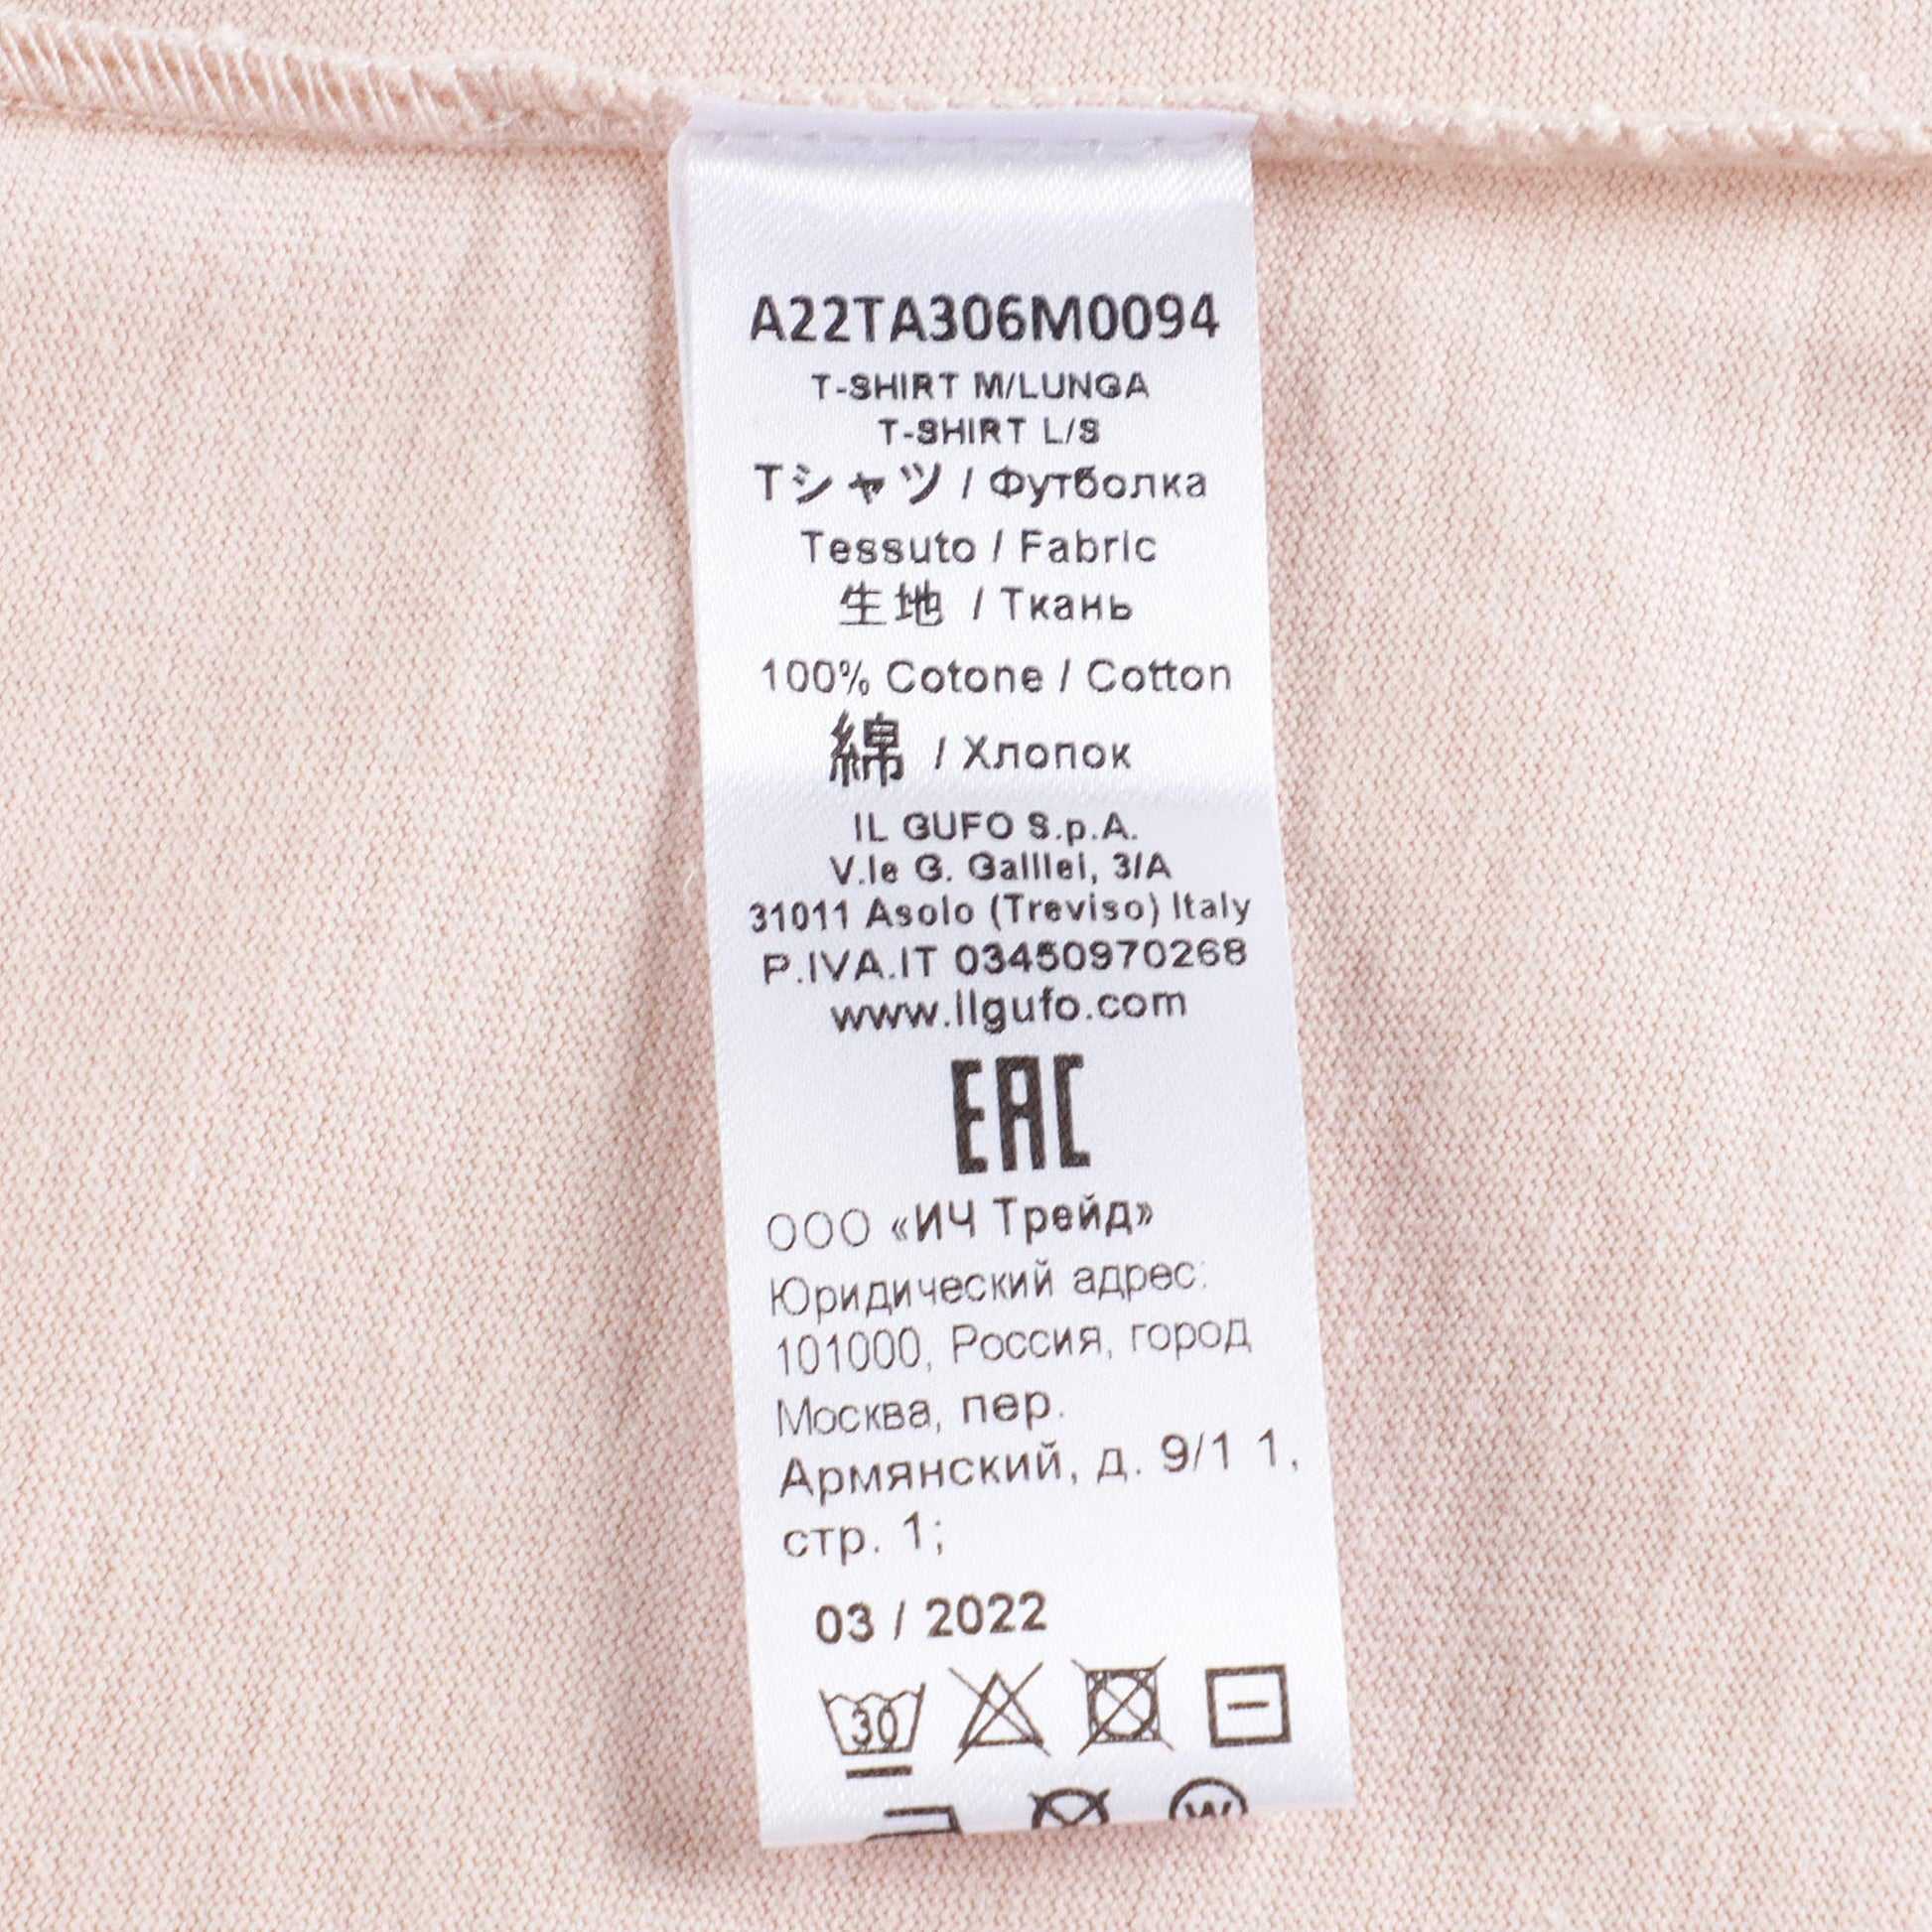 A22TA306M0094
T-SHIRT M/LUNGA
T-SHIRT L/S
Tシャツ / Футболка
Tessuto / Fabric
生地 / Ткань
100% Cotone / Cotton
綿 / Хлопок
IL GUFO S.p.A.
V.le G. Galilei, 3/A
31011 Asolo (Treviso) Italy
P.IVA.IT 03450970268
www.ilgufo.com
EAC
ООО «ИЧ Трейд»
Юридический адрес:
101000, Россия, город
Москва, пер.
Армянский, д. 9/1 1,
стр. 1;
03 / 2022
30
W